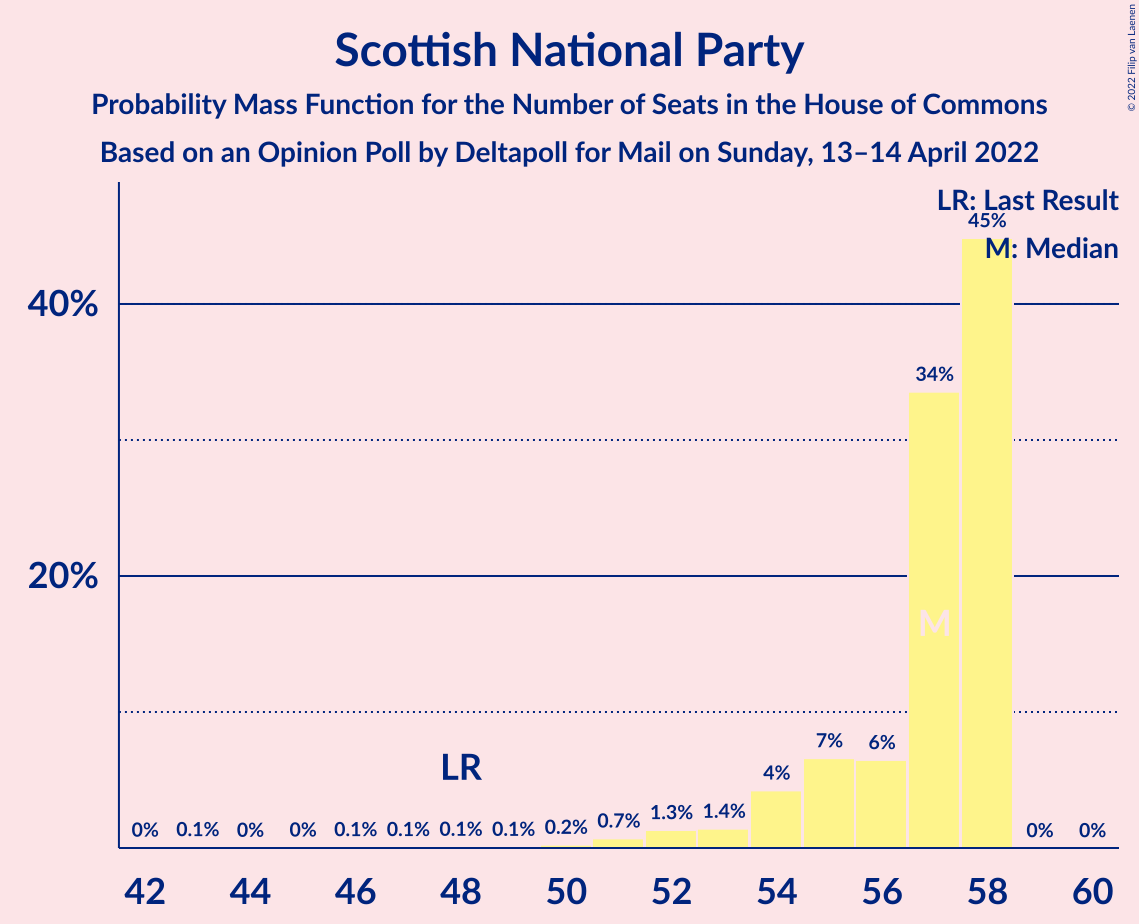 Scottish National Party
Probability Mass Function for the Number of Seats in the House of Commons
Based on an Opinion Poll by Deltapoll for Mail on Sunday, 13–14 April 2022
© 2022 Filip van Laenen
LR: Last Result
45%
M: Median
40%
34%
20%
M
7%
6%
LR
4%
0% 0.1% 0% 0% 0.1% 0.1% 0.1% 0.1% 0.2% 0.7% 1.3% 1.4% 0% 0%
42 44 46 48 50 52 54 56 58 60